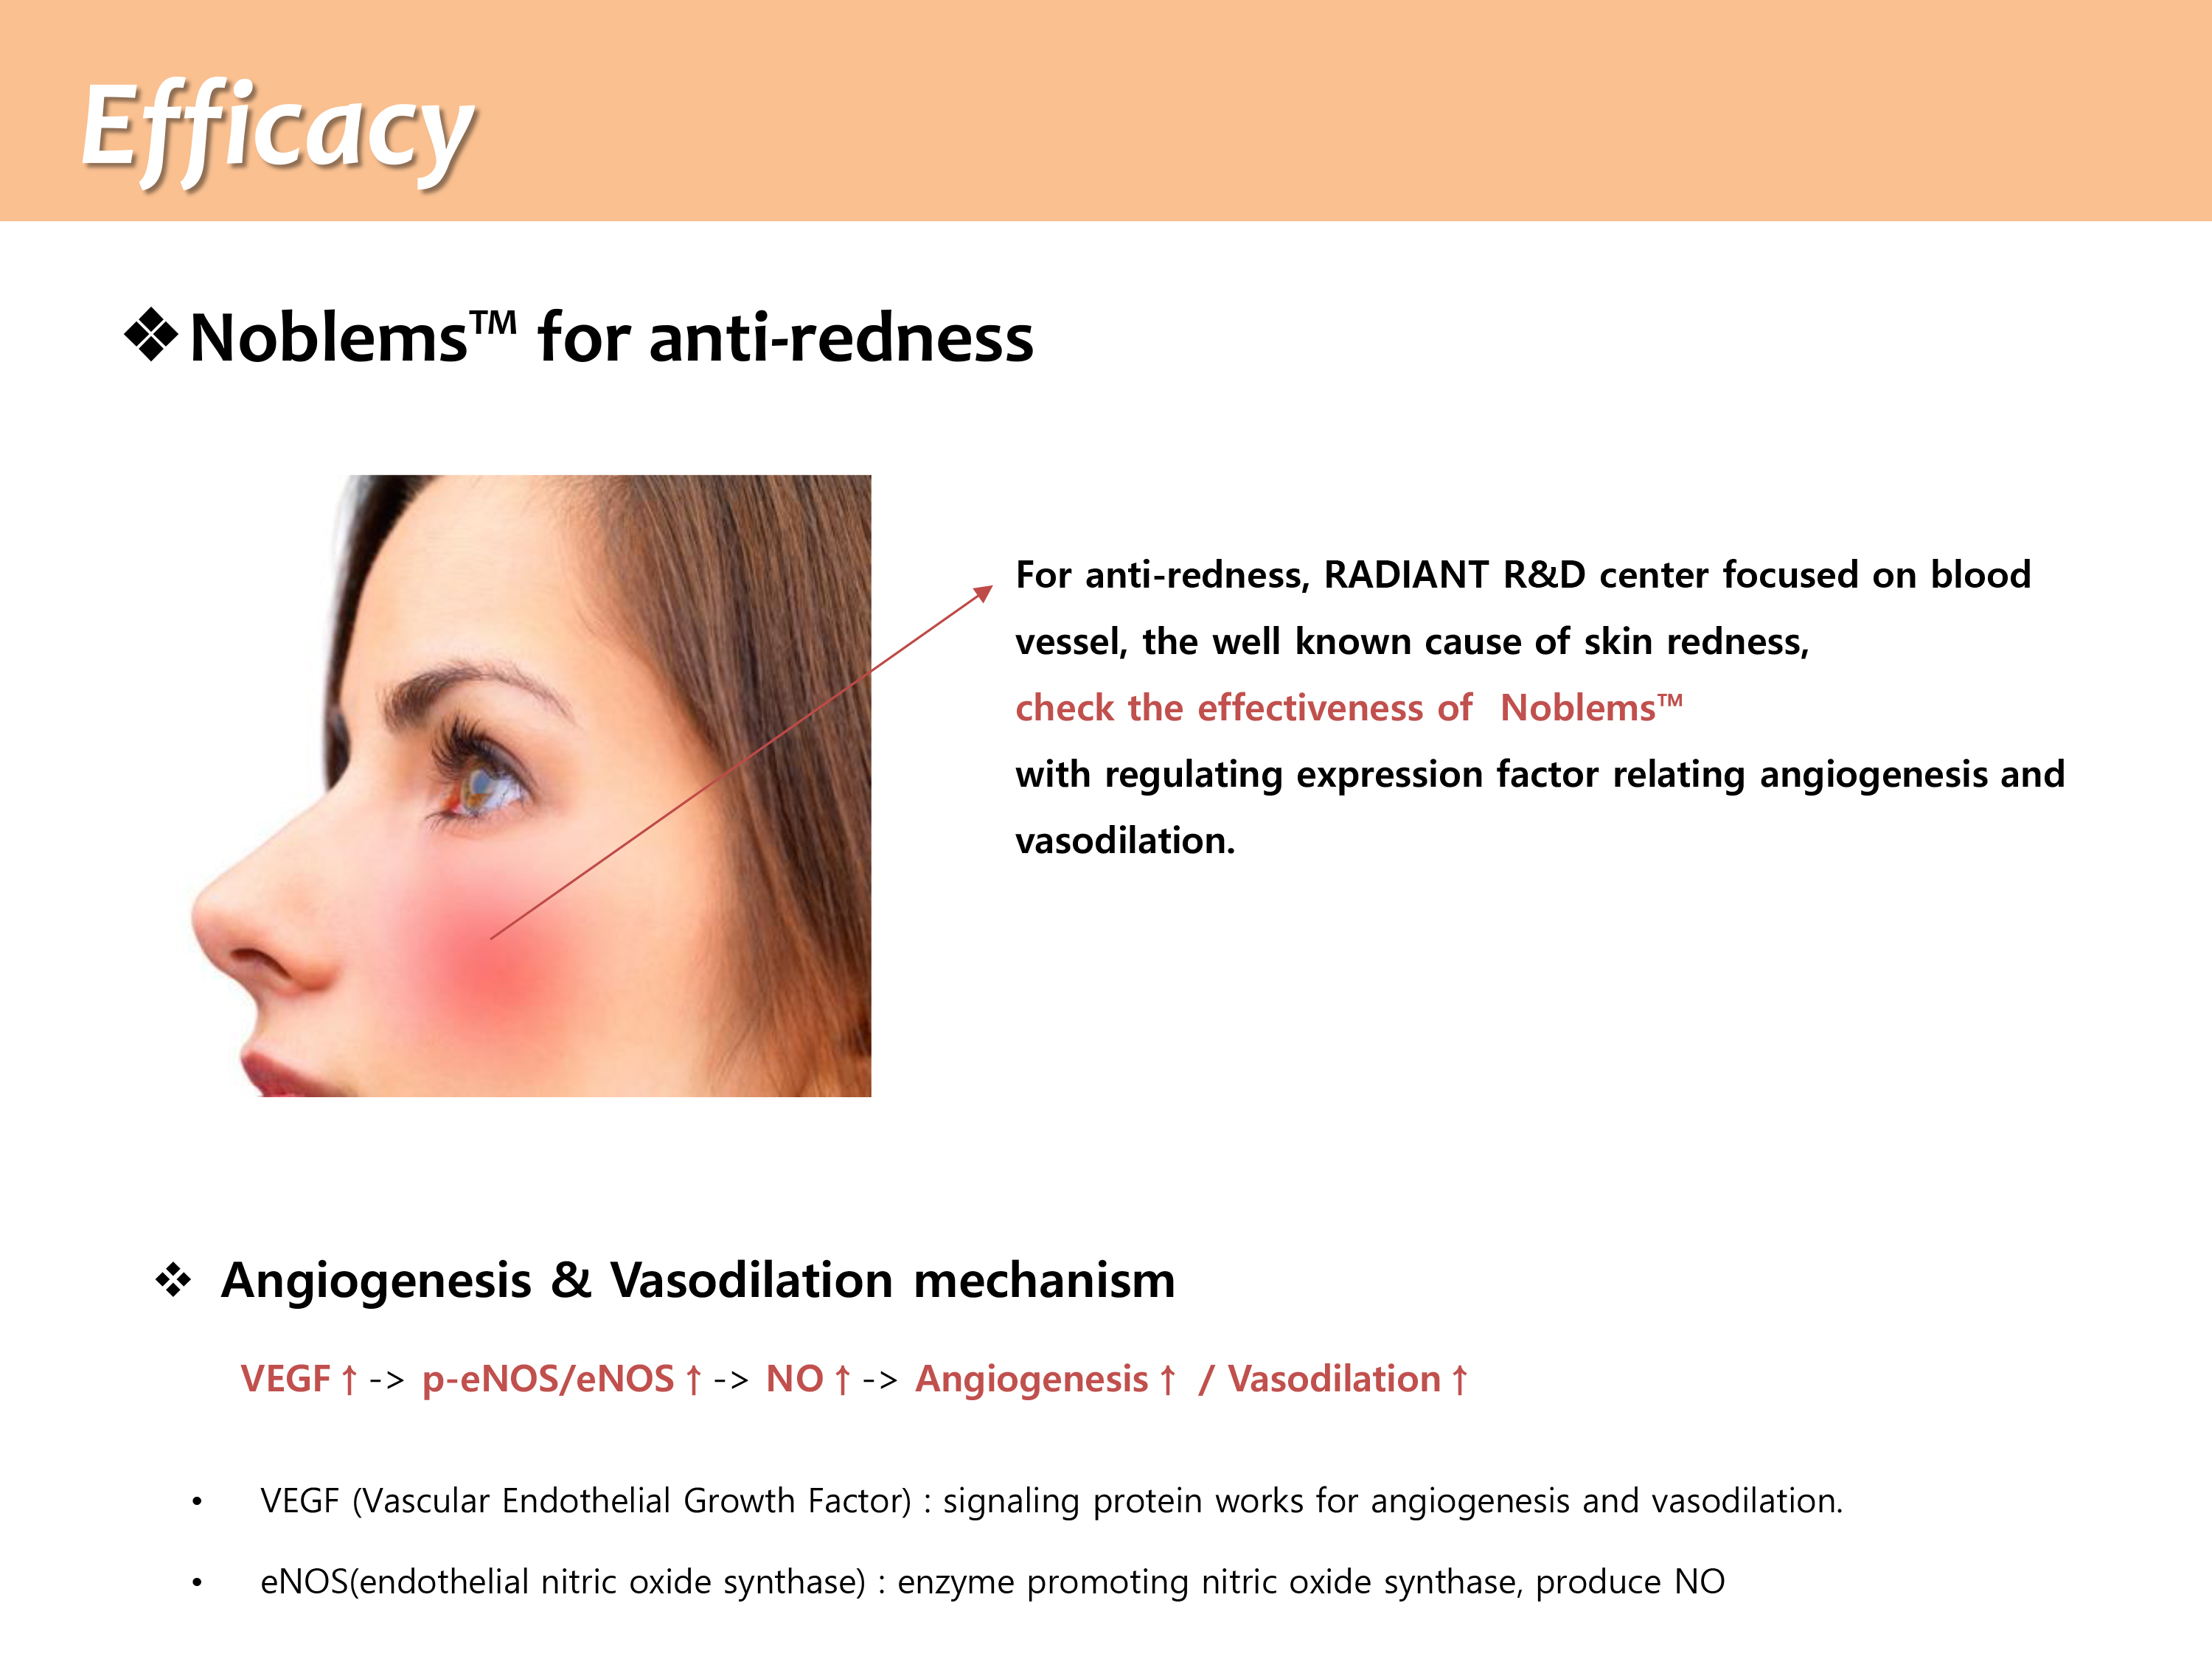 Efficacy
❖Noblems™ for anti-redness
For anti-redness, RADIANT R&D center focused on blood
vessel, the well known cause of skin redness,
check the effectiveness of Noblems™
with regulating expression factor relating angiogenesis and
vasodilation.
❖ Angiogenesis & Vasodilation mechanism
VEGF↑ -> p-eNOS/eNOS↑ -> NO↑ -> Angiogenesis↑ / Vasodilation↑
• VEGF (Vascular Endothelial Growth Factor) : signaling protein works for angiogenesis and vasodilation.
• eNOS(endothelial nitric oxide synthase) : enzyme promoting nitric oxide synthase, produce NO